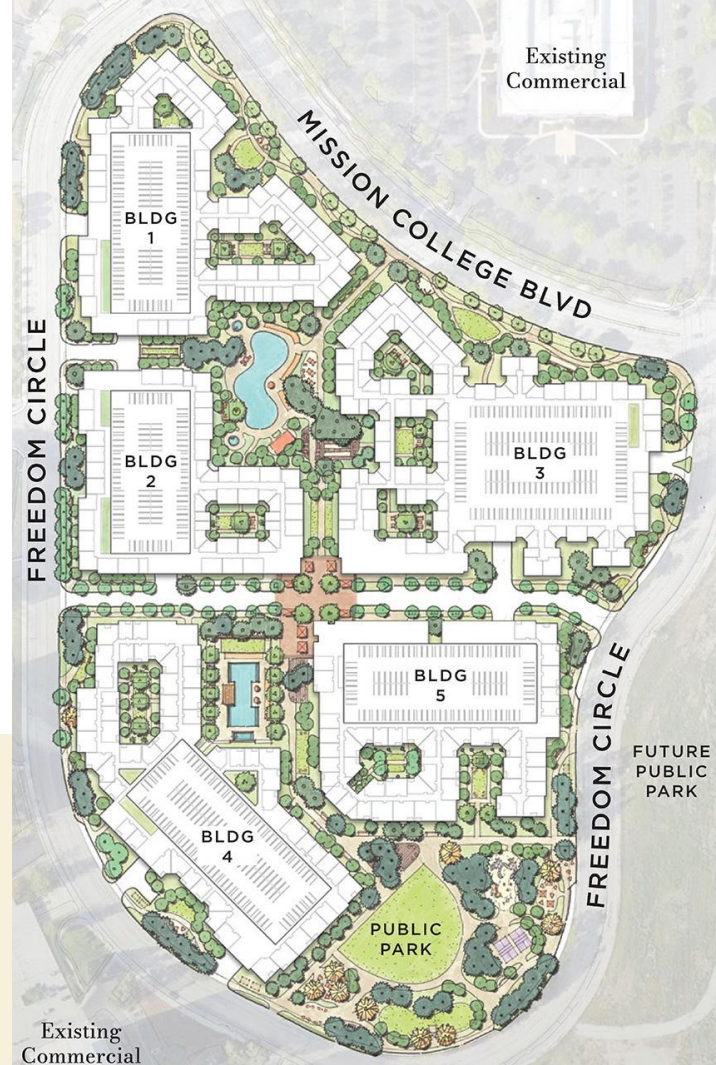 Existing
Commercial
MISSION COLLEGE BLVD
BLDG
1
FREEDOM CIRCLE
BLDG
2
BLDG
3
BLDG
5
FREEDOM CIRCLE
FUTURE
PUBLIC
PARK
BLDG
4
PUBLIC
PARK
Existing
Commercial